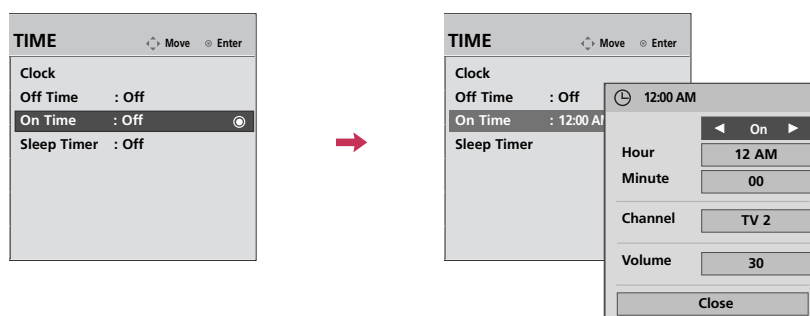 TIME Move Enter
Clock
Off Time : Off
On Time : Off
Sleep Timer : Off
TIME Move Enter
Clock
Off Time : Off
On Time : 12:00 AM
Sleep Timer
12:00 AM
◄ On ►
Hour 12 AM
Minute 00
Channel TV 2
Volume 30
Close